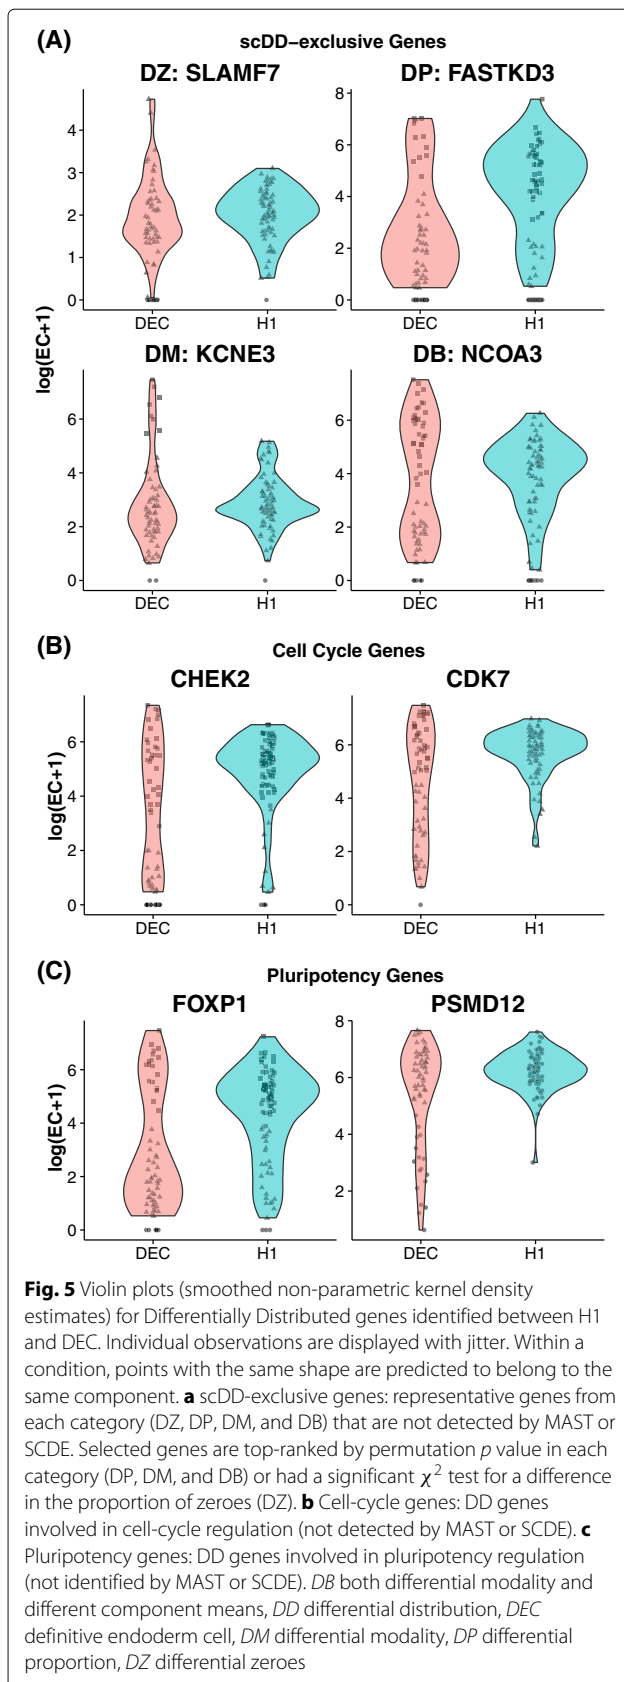 (A)
scDD−exclusive Genes
DZ: SLAMF7
DP: FASTKD3
4
3
2
1
0
8
6
4
2
0
DEC
H1
DEC
H1
log(EC+1)
DM: KCNE3
DB: NCOA3
6
4
2
0
6
4
2
0
DEC
H1
DEC
H1
(B)
Cell Cycle Genes
CHEK2
CDK7
log(EC+1)
6
4
2
0
6
4
2
0
DEC
H1
DEC
H1
(C)
Pluripotency Genes
FOXP1
PSMD12
log(EC+1)
6
4
2
0
8
6
4
2
DEC
H1
DEC
H1
Fig. 5 Violin plots (smoothed non-parametric kernel density
estimates) for Differentially Distributed genes identified between H1
and DEC. Individual observations are displayed with jitter. Within a
condition, points with the same shape are predicted to belong to the
same component. a scDD-exclusive genes: representative genes from
each category (DZ, DP, DM, and DB) that are not detected by MAST or
SCDE. Selected genes are top-ranked by permutation p value in each
category (DP, DM, and DB) or had a significant χ² test for a difference
in the proportion of zeroes (DZ). b Cell-cycle genes: DD genes
involved in cell-cycle regulation (not detected by MAST or SCDE). c
Pluripotency genes: DD genes involved in pluripotency regulation
(not identified by MAST or SCDE). DB both differential modality and
different component means, DD differential distribution, DEC
definitive endoderm cell, DM differential modality, DP differential
proportion, DZ differential zeroes